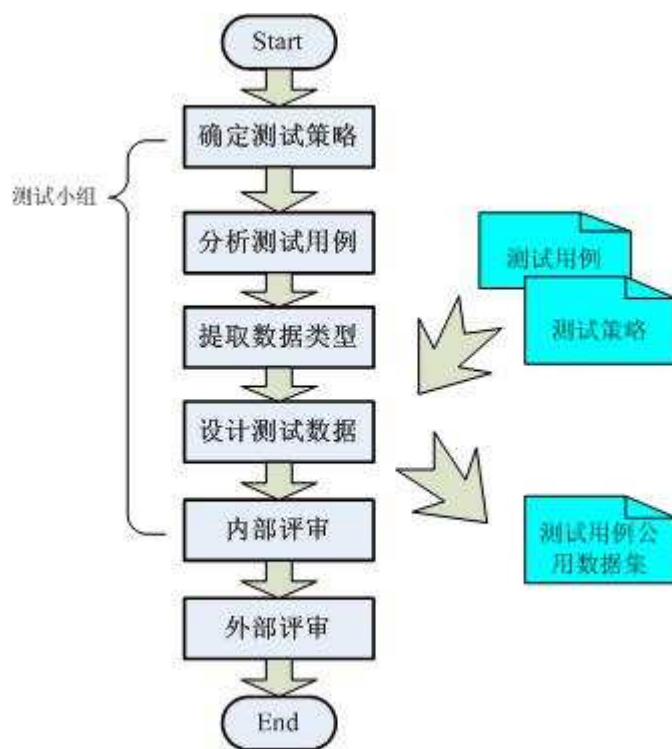 Start
确定测试策略
测试小组
分析测试用例
测试用例
提取数据类型
测试策略
设计测试数据
内部评审
测试用例公
用数据集
外部评审
End